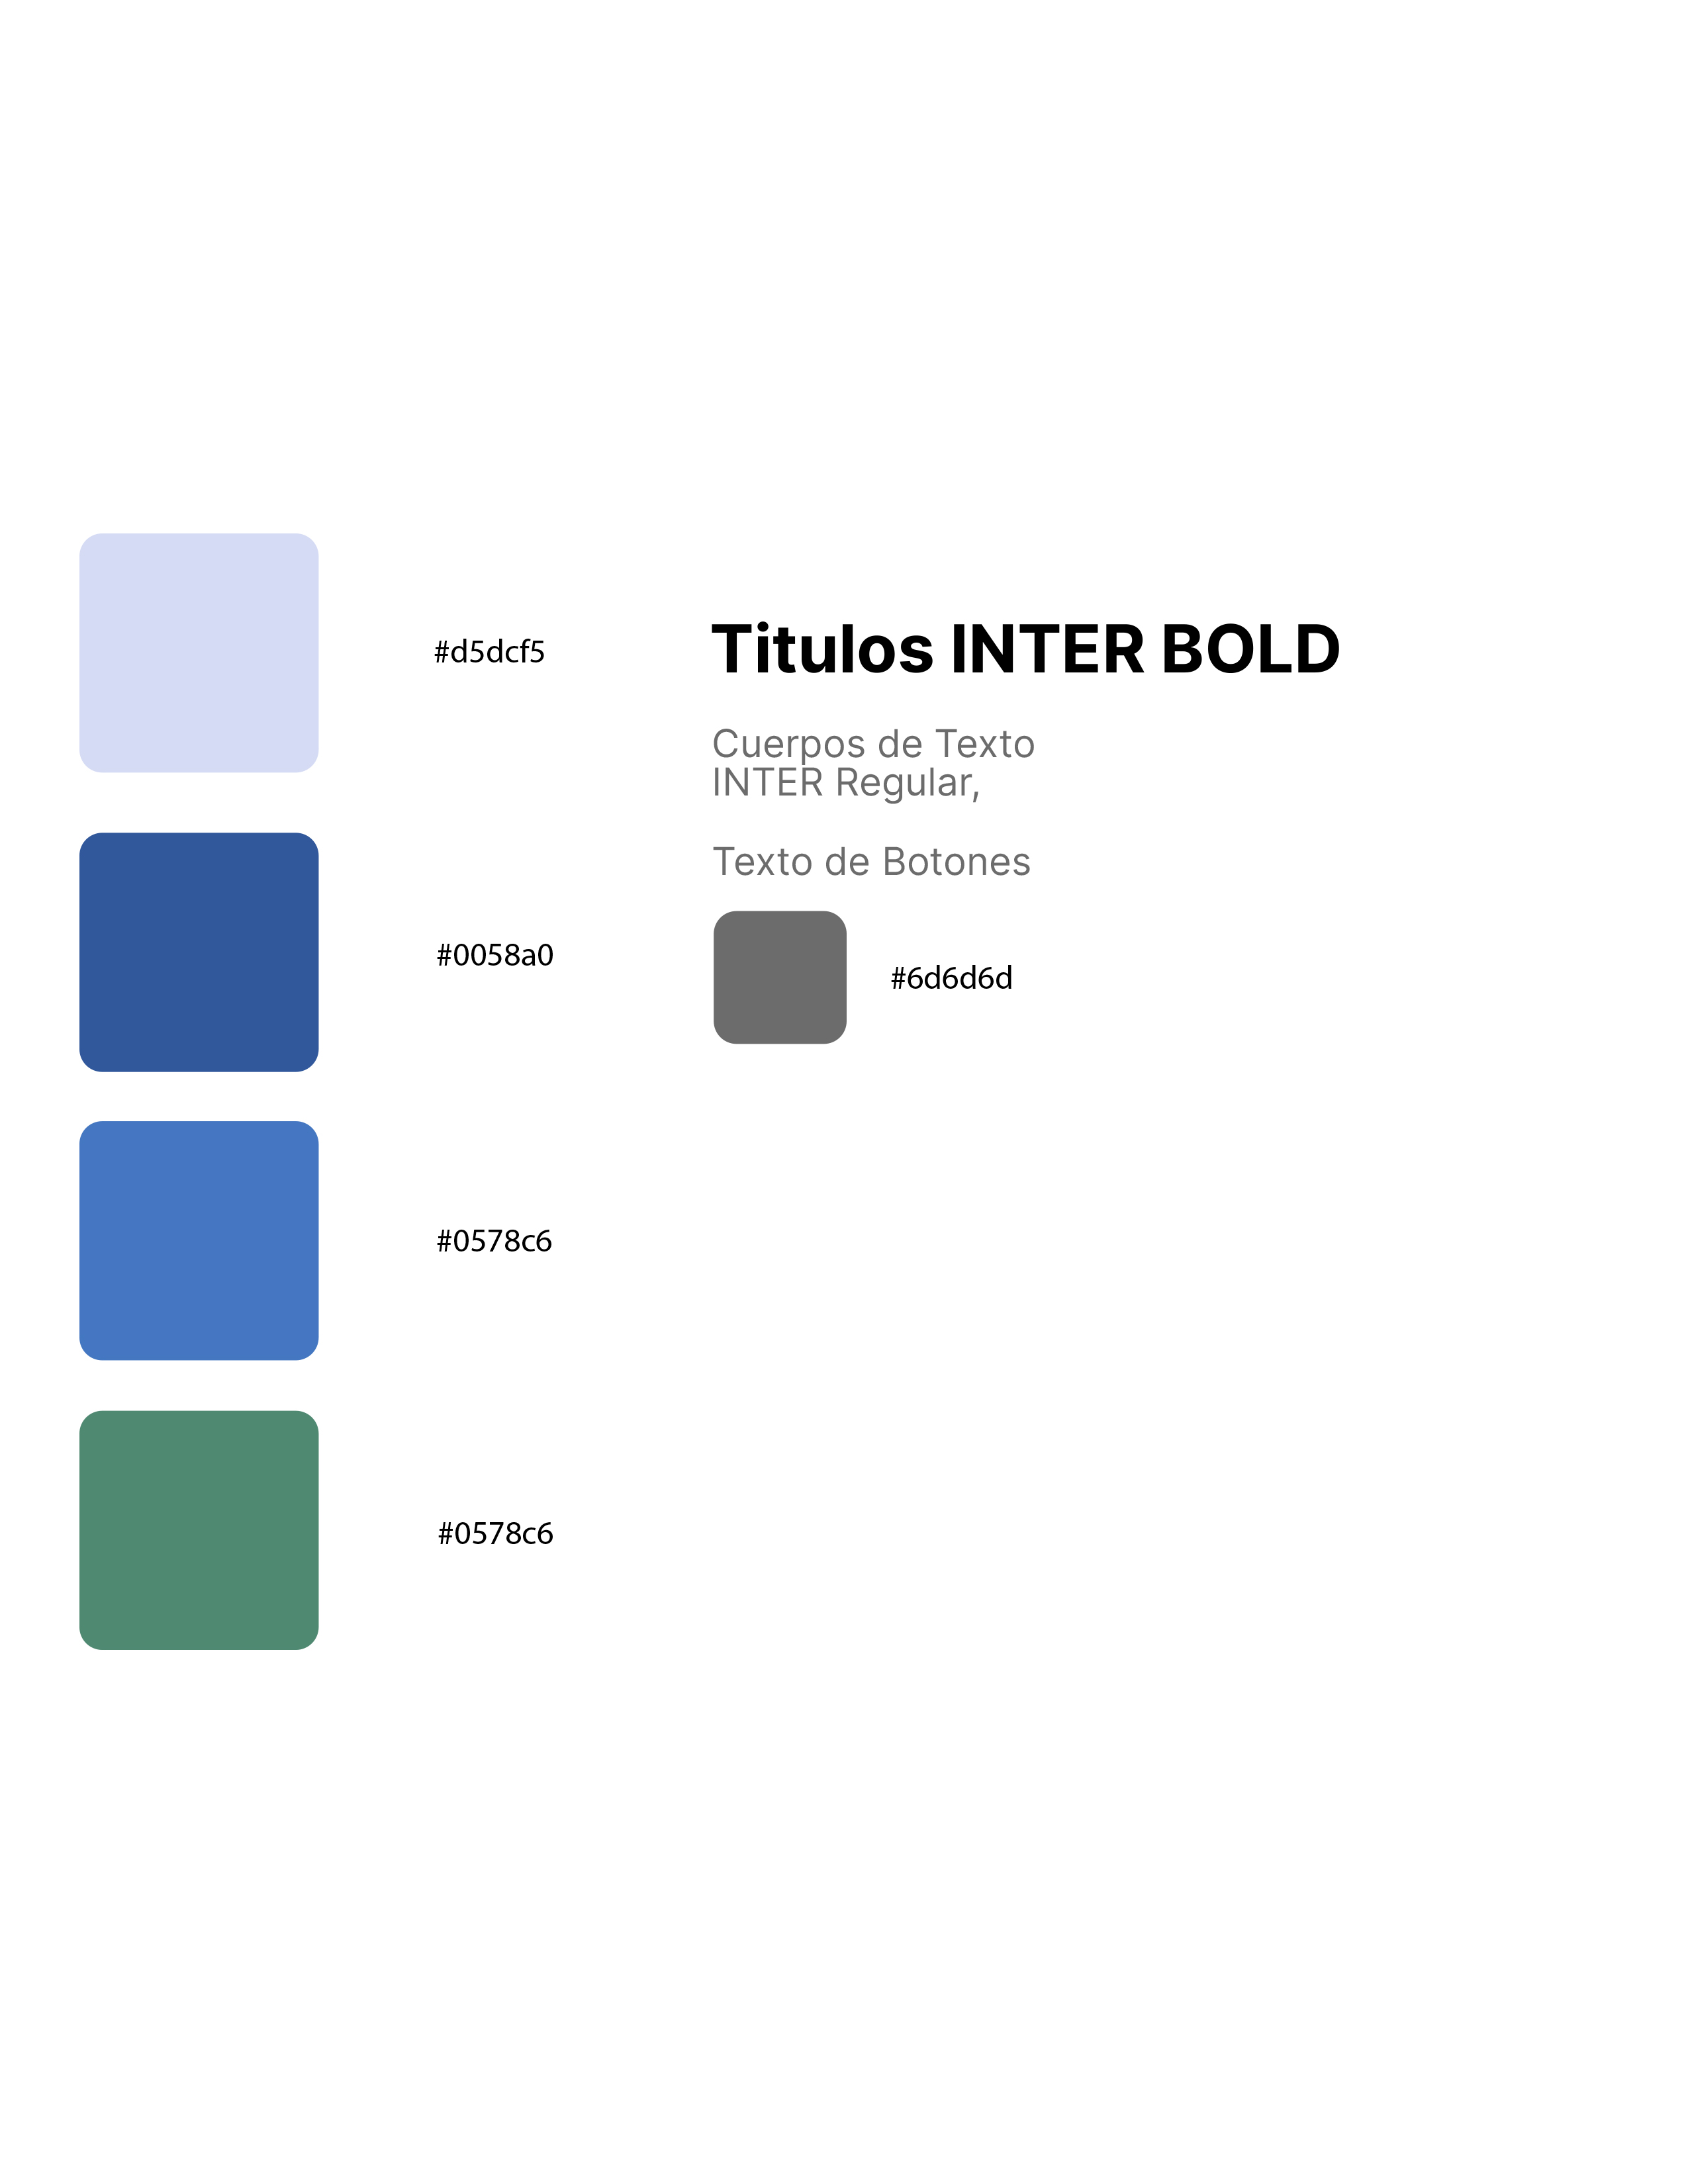 #d5dcf5
Titulos INTER BOLD
Cuerpos de Texto
INTER Regular,
Texto de Botones
#0058a0
#6d6d6d
#0578c6
#0578c6